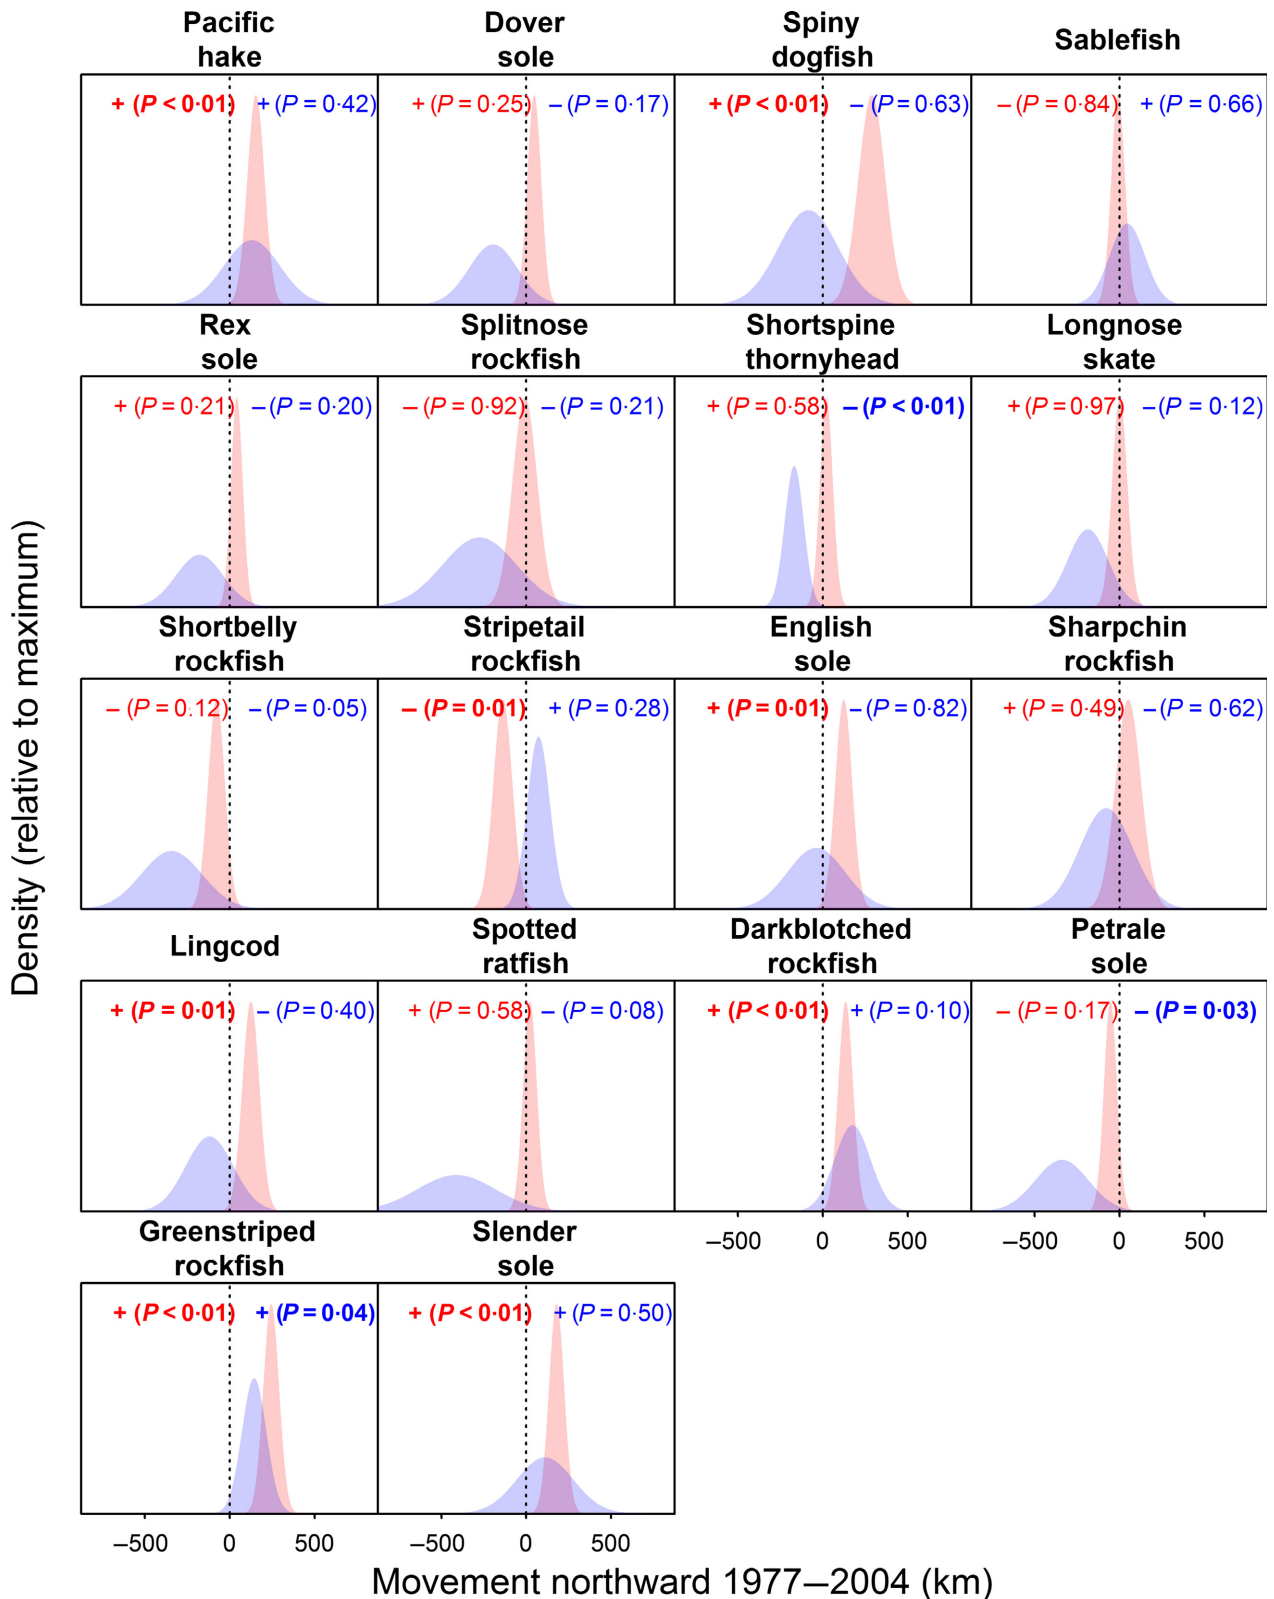 Pacific
hake
Dover
sole
Spiny
dogfish
Sablefish
+ (P < 0·01) + (P = 0·42)
+ (P = 0·25) – (P = 0·17)
+ (P < 0·01) – (P = 0·63)
– (P = 0·84) + (P = 0·66)
Rex
sole
Splitnose
rockfish
Shortspine
thornyhead
Longnose
skate
+ (P = 0·21) – (P = 0·20)
– (P = 0·92) – (P = 0·21)
+ (P = 0·58) – (P < 0·01)
+ (P = 0·97) – (P = 0·12)
Shortbelly
rockfish
Stripetail
rockfish
English
sole
Sharpchin
rockfish
– (P = 0·12) – (P = 0·05)
– (P = 0·01) + (P = 0·28)
+ (P = 0·01) – (P = 0·82)
+ (P = 0·49) – (P = 0·62)
Lingcod
Spotted
ratfish
Darkblotched
rockfish
Petrale
sole
+ (P = 0·01) – (P = 0·40)
+ (P = 0·58) – (P = 0·08)
+ (P < 0·01) + (P = 0·10)
– (P = 0·17) – (P = 0·03)
–500 0 500
–500 0 500
Greenstriped
rockfish
Slender
sole
+ (P < 0·01) + (P = 0·04)
+ (P < 0·01) + (P = 0·50)
–500 0 500
–500 0 500
Movement northward 1977–2004 (km)
Density (relative to maximum)